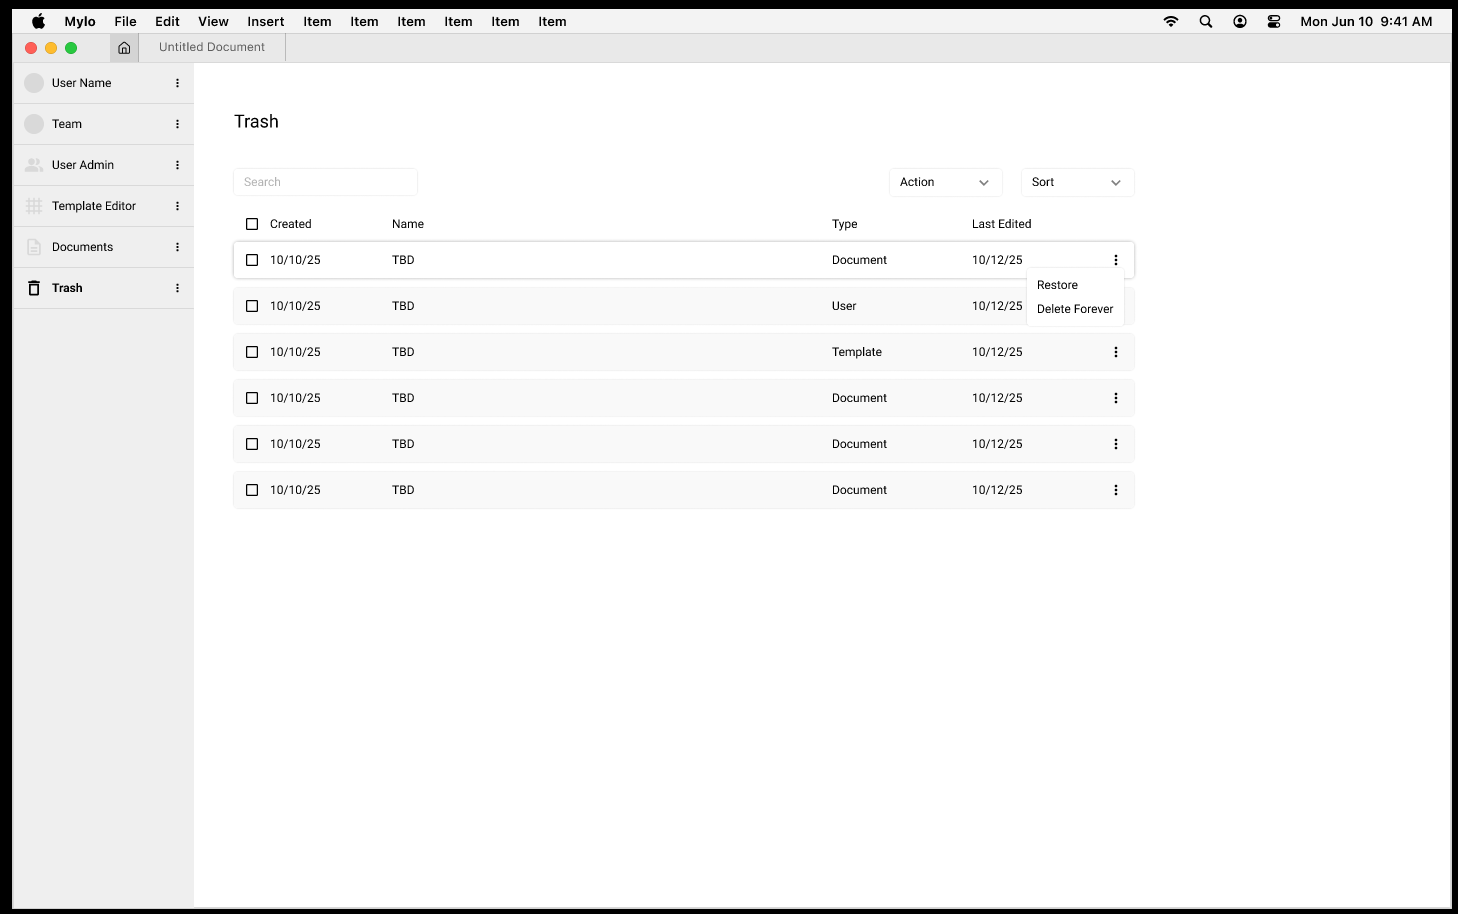 Mylo File Edit View Insert Item Item Item Item Item Item Mon Jun 10 9:41 AM
Untitled Document
User Name
Team
User Admin
Template Editor
Documents
Trash
Trash
Search Action Sort
Created Name Type Last Edited
10/10/25 TBD Document 10/12/25
Restore
Delete Forever
10/10/25 TBD User 10/12/25
10/10/25 TBD Template 10/12/25
10/10/25 TBD Document 10/12/25
10/10/25 TBD Document 10/12/25
10/10/25 TBD Document 10/12/25